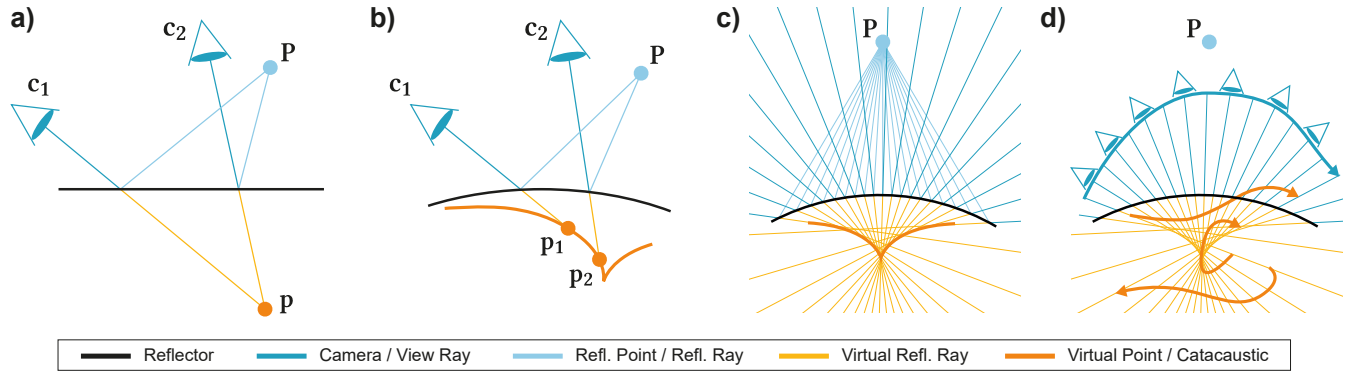 a)
c1
c2
P
p
b)
c1
c2
P
p1
p2
c)
P
d)
P
Reflector
Camera / View Ray
Refl. Point / Refl. Ray
Virtual Refl. Ray
Virtual Point / Catacaustic